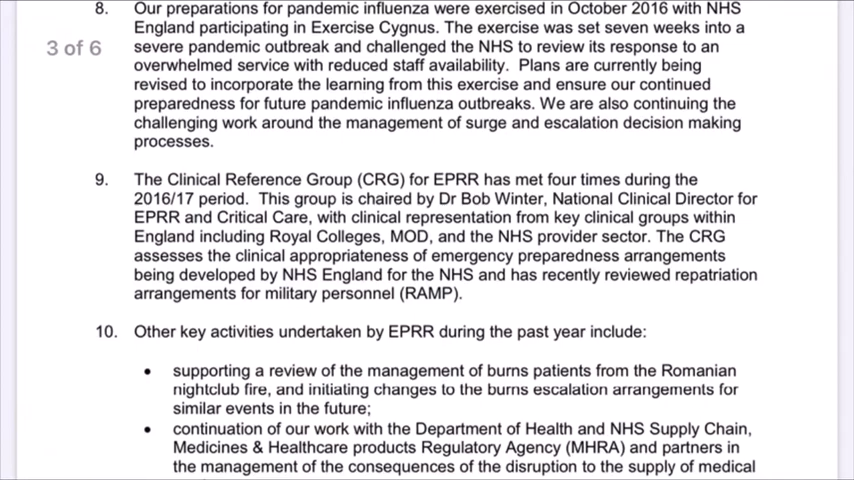 8. Our preparations for pandemic influenza were exercised in October 2016 with NHS
England participating in Exercise Cygnus. The exercise was set seven weeks into a
3 of 6
severe pandemic outbreak and challenged the NHS to review its response to an
overwhelmed service with reduced staff availability. Plans are currently being
revised to incorporate the learning from this exercise and ensure our continued
preparedness for future pandemic influenza outbreaks. We are also continuing the
challenging work around the management of surge and escalation decision making
processes.
9. The Clinical Reference Group (CRG) for EPRR has met four times during the
2016/17 period. This group is chaired by Dr Bob Winter, National Clinical Director for
EPRR and Critical Care, with clinical representation from key clinical groups within
England including Royal Colleges, MOD, and the NHS provider sector. The CRG
assesses the clinical appropriateness of emergency preparedness arrangements
being developed by NHS England for the NHS and has recently reviewed repatriation
arrangements for military personnel (RAMP).
10. Other key activities undertaken by EPRR during the past year include:
• supporting a review of the management of burns patients from the Romanian
nightclub fire, and initiating changes to the burns escalation arrangements for
similar events in the future;
• continuation of our work with the Department of Health and NHS Supply Chain,
Medicines & Healthcare products Regulatory Agency (MHRA) and partners in
the management of the consequences of the disruption to the supply of medical